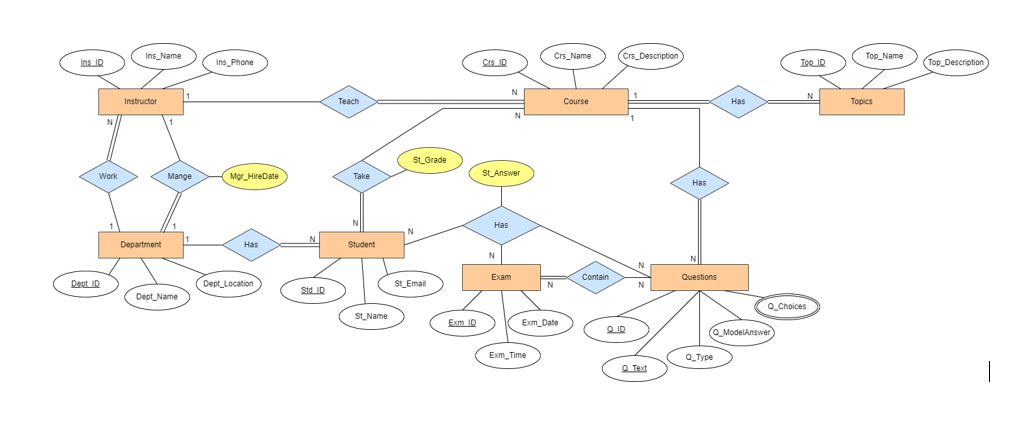 Ins_ID
Ins_Name
Ins_Phone
Crs_ID
Crs_Name
Crs_Description
Top_ID
Top_Name
Top_Description
Instructor
1
Teach
N
Course
1
Has
N
Topics
N
1
N
1
Work
Mange
Mgr_HireDate
Take
St_Grade
St_Answer
Has
1
1
N
Department
1
Has
N
Student
N
Has
N
N
N
Exam
N
Contain
N
Questions
Dept_ID
Dept_Name
Dept_Location
Std_ID
St_Name
St_Email
Exm_ID
Exm_Time
Exm_Date
Q_ID
Q_Text
Q_Type
Q_ModelAnswer
Q_Choices